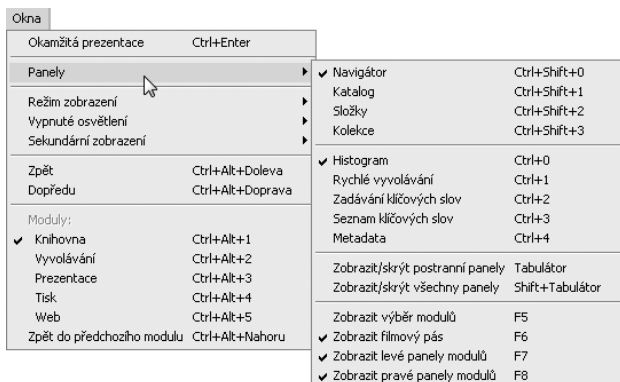 Okna
Okamžitá prezentace Ctrl+Enter
Panely
Režim zobrazení
Vypnuté osvětlení
Sekundární zobrazení
Zpět Ctrl+Alt+Doleva
Dopředu Ctrl+Alt+Doprava
Moduly:
Knihovna Ctrl+Alt+1
Vyvolávání Ctrl+Alt+2
Prezentace Ctrl+Alt+3
Tisk Ctrl+Alt+4
Web Ctrl+Alt+5
Zpět do předchozího modulu Ctrl+Alt+Nahoru
Navigátor Ctrl+Shift+0
Katalog Ctrl+Shift+1
Složky Ctrl+Shift+2
Kolekce Ctrl+Shift+3
Histogram Ctrl+0
Rychlé vyvolávání Ctrl+1
Zadávání klíčových slov Ctrl+2
Seznam klíčových slov Ctrl+3
Metadata Ctrl+4
Zobrazit/skrýt postranní panely Tabulátor
Zobrazit/skrýt všechny panely Shift+Tabulátor
Zobrazit výběr modulů F5
Zobrazit filmový pás F6
Zobrazit levé panely modulů F7
Zobrazit pravé panely modulů F8